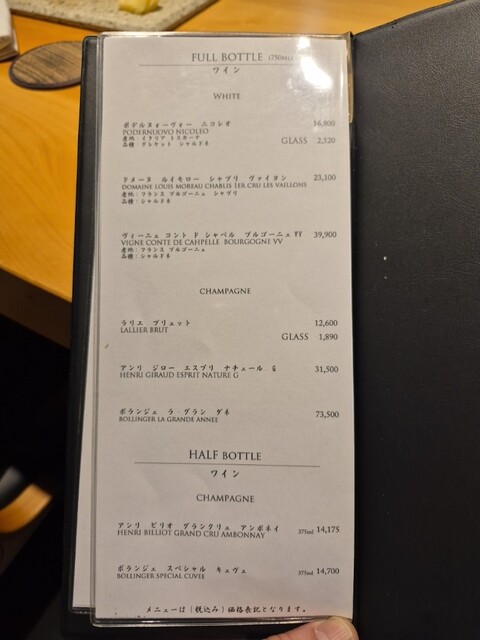 FULL BOTTLE (750ML)
ワイン
WHITE
ポデルヌォーヴィー ニコレオ 16,800
PODERNUOVO NICOLEO GLASS 2,520
産地:イタリア トスカーナ
品種:グレケット シャルドネ
ドメーヌ ルイモロー シャブリ ヴァイヨン 23,100
DOMAINE LOUIS MOREAU CHABLIS 1ER CRU LES VAILLONS
産地:フランス ブルゴーニュ シャブリ
品種:シャルドネ
ヴィーニュ コント ド シャペル ブルゴーニュ VV 39,900
VIGNE CONTE DE CAHPELLE BOURGOGNE VV
産地:フランス ブルゴーニュ
品種:シャルドネ
CHAMPAGNE
ラリエ ブリュット 12,600
LALLIER BRUT GLASS 1,890
アンリ ジロー エスプリ ナチュール G 31,500
HENRI GIRAUD ESPRIT NATURE G
ボランジェ ラ・グラン ダネ 73,500
BOLLINGER LA GRANDE ANNEE
HALF BOTTLE
ワイン
CHAMPAGNE
アンリ ビリオ グランクリュ アンボネイ 375ml 14,175
HENRI BILLIOT GRAND CRU AMBONNAY
ボランジェ スペシャル キュヴェ 375ml 14,700
BOLLINGER SPECIAL CUVEE
メニューは(税込み)価格表記となります。